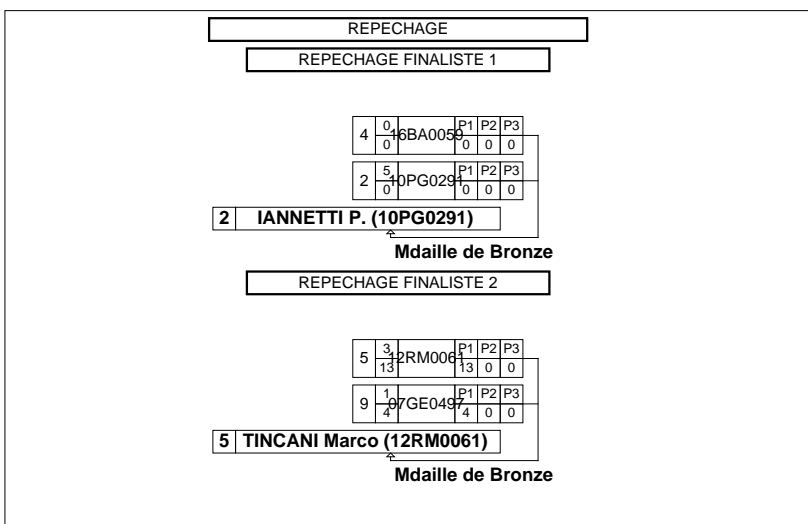 REPECHAGE
REPECHAGE FINALISTE 1
4 0 0 16BA0059 P1 P2 P3 0 0 0
2 5 0 10PG0291 P1 P2 P3 0 0 0
2 IANNETTI P. (10PG0291)
Mdaille de Bronze
REPECHAGE FINALISTE 2
5 3 13 12RM0061 P1 P2 P3 13 0 0
9 1 4 07GE0497 P1 P2 P3 4 0 0
5 TINCANI Marco (12RM0061)
Mdaille de Bronze